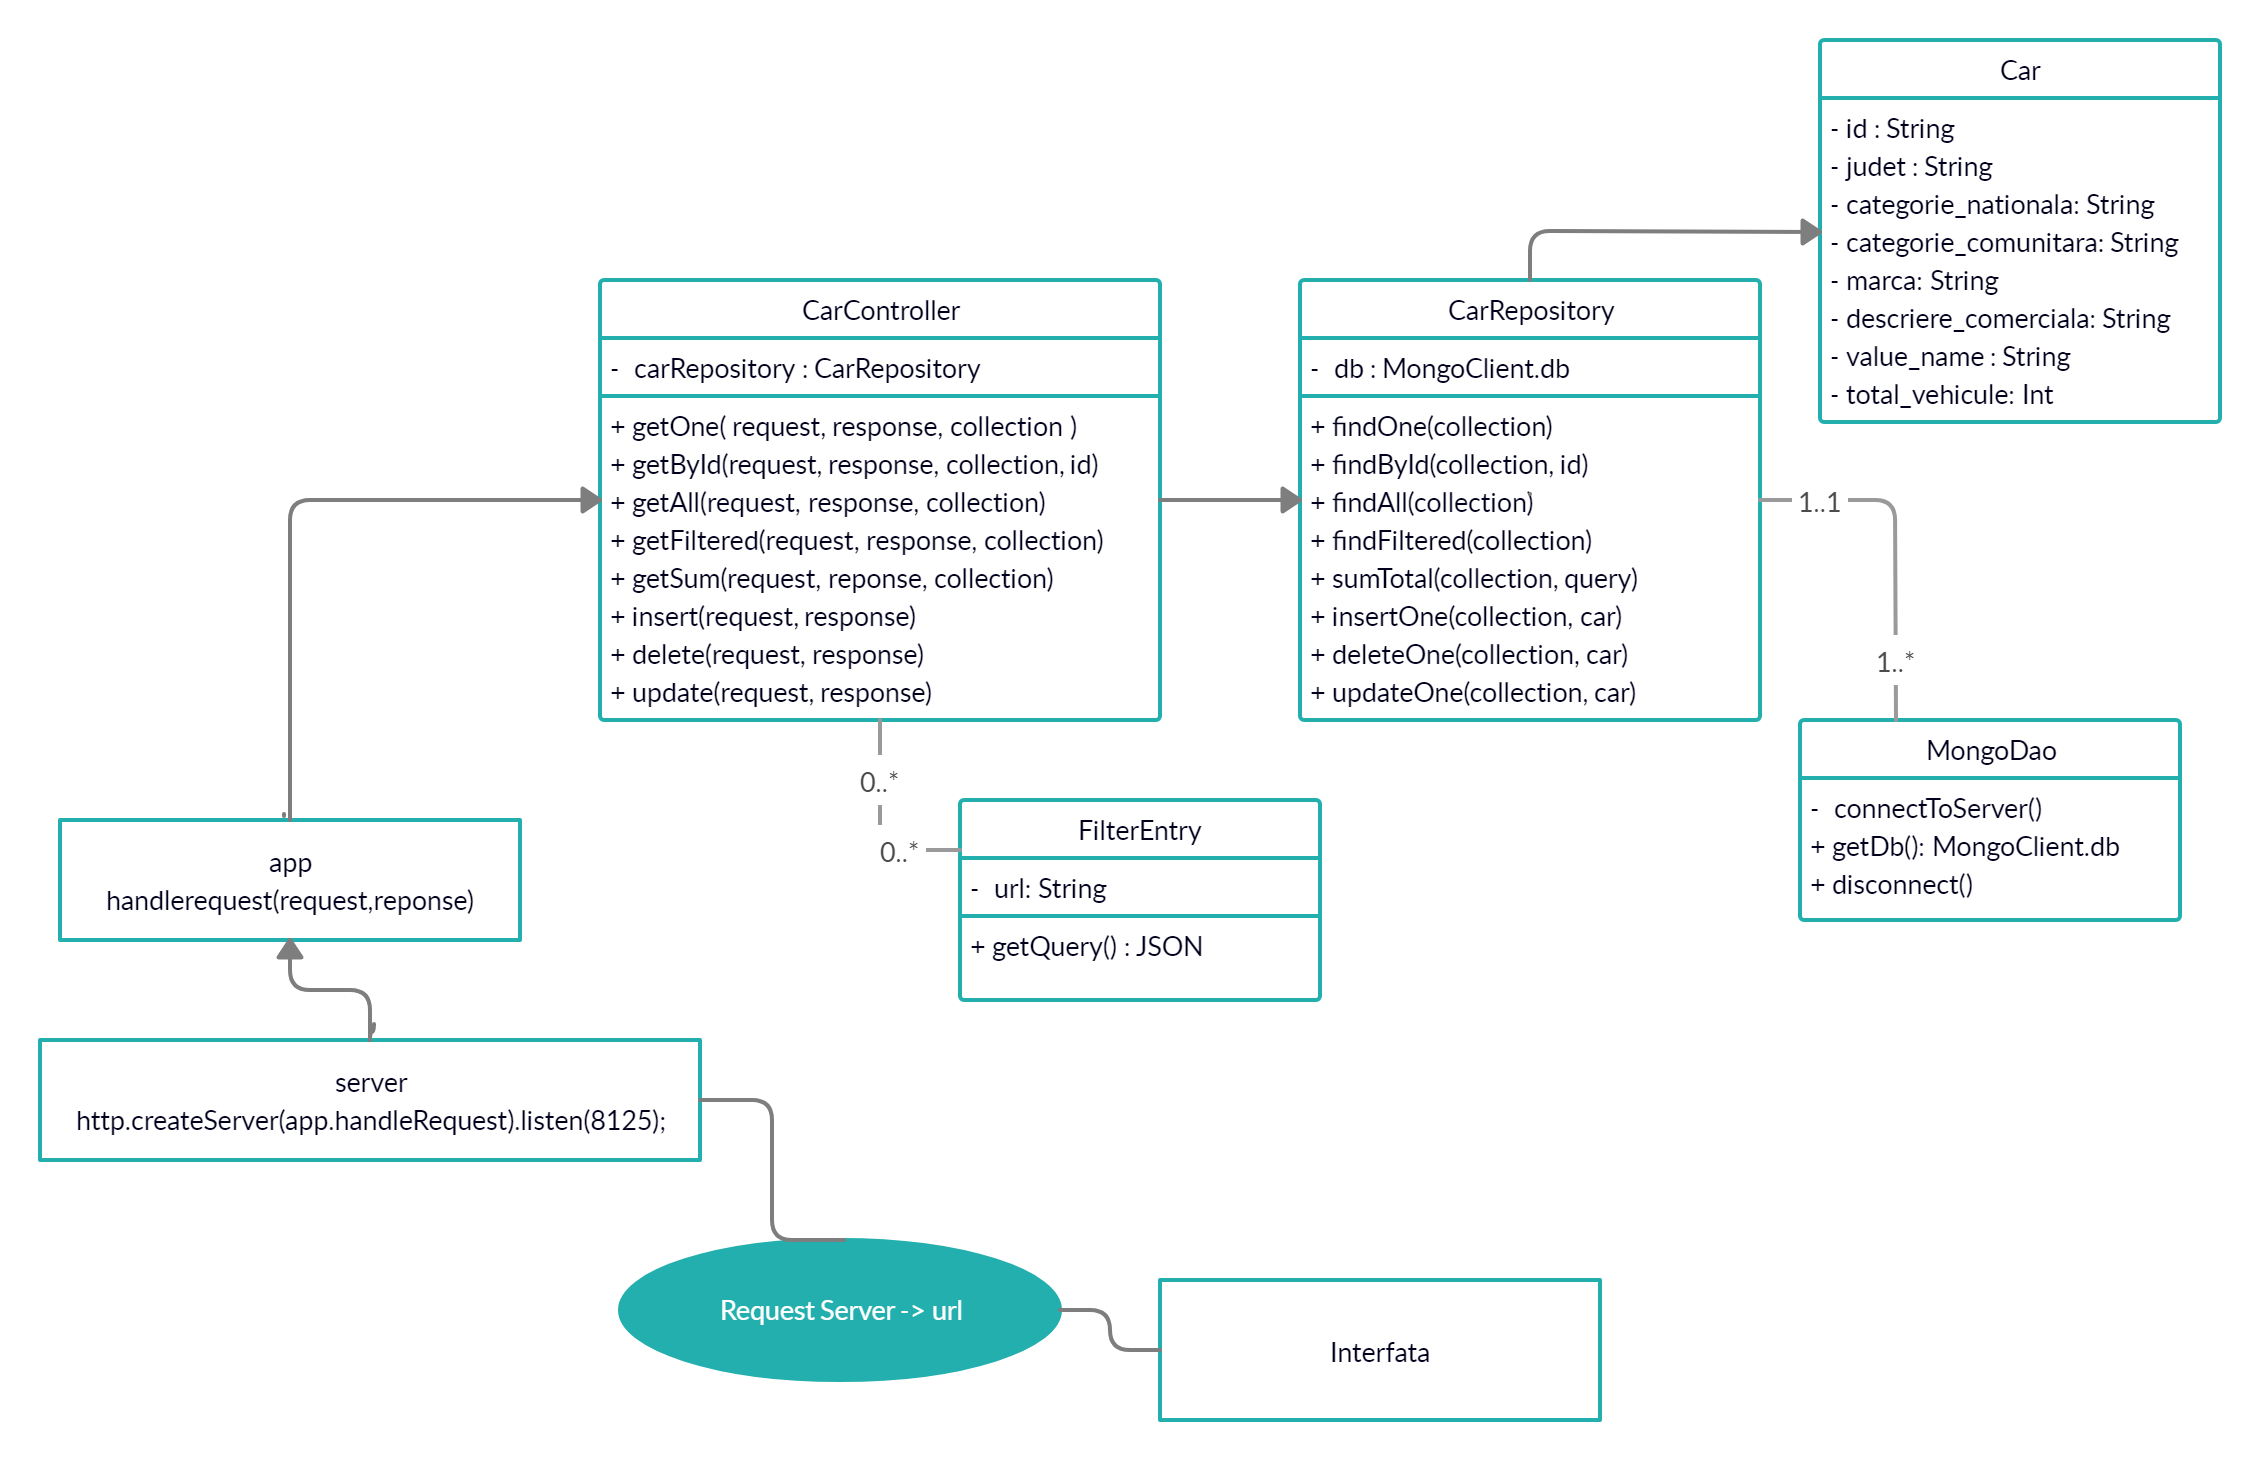 Car
- id : String
- judet : String
- categorie_nationala: String
- categorie_comunitara: String
- marca: String
- descriere_comerciala: String
- value_name : String
- total_vehicule: Int
CarController
- carRepository : CarRepository
+ getOne( request, response, collection )
+ getById(request, response, collection, id)
+ getAll(request, response, collection)
+ getFiltered(request, response, collection)
+ getSum(request, reponse, collection)
+ insert(request, response)
+ delete(request, response)
+ update(request, response)
CarRepository
- db : MongoClient.db
+ findOne(collection)
+ findById(collection, id)
+ findAll(collection)
+ findFiltered(collection)
+ sumTotal(collection, query)
+ insertOne(collection, car)
+ deleteOne(collection, car)
+ updateOne(collection, car)
1..1
1..*
MongoDao
- connectToServer()
+ getDb(): MongoClient.db
+ disconnect()
0..*
0..*
FilterEntry
- url: String
+ getQuery() : JSON
app
handlerequest(request,reponse)
server
http.createServer(app.handleRequest).listen(8125);
Request Server -> url
Interfata